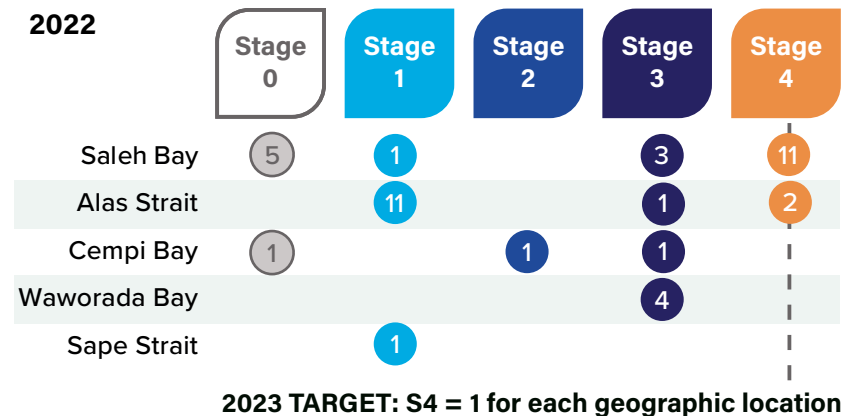 2022
Stage 0
Stage 1
Stage 2
Stage 3
Stage 4
Saleh Bay 5 1 3 11
Alas Strait 11 1 2
Cempi Bay 1 1 1
Waworada Bay 4
Sape Strait 1
2023 TARGET: S4 = 1 for each geographic location